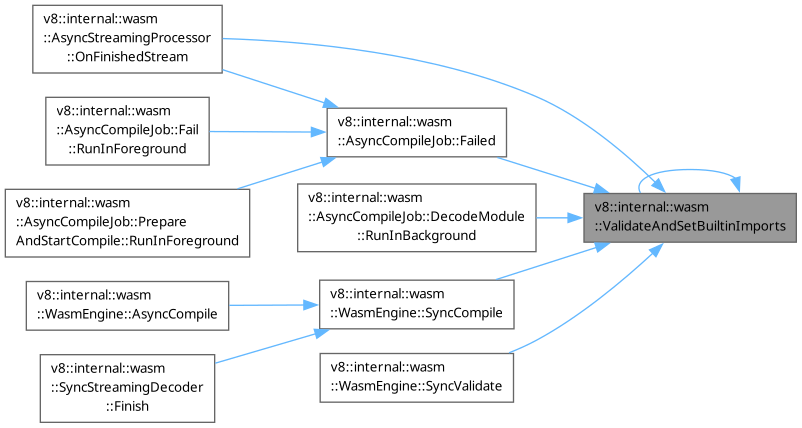 v8::internal::wasm
::AsyncStreamingProcessor
::OnFinishedStream
v8::internal::wasm
::AsyncCompileJob::Fail
::RunInForeground
v8::internal::wasm
::AsyncCompileJob::Failed
v8::internal::wasm
::AsyncCompileJob::Prepare
AndStartCompile::RunInForeground
v8::internal::wasm
::AsyncCompileJob::DecodeModule
::RunInBackground
v8::internal::wasm
::ValidateAndSetBuiltinImports
v8::internal::wasm
::WasmEngine::AsyncCompile
v8::internal::wasm
::WasmEngine::SyncCompile
v8::internal::wasm
::SyncStreamingDecoder
::Finish
v8::internal::wasm
::WasmEngine::SyncValidate